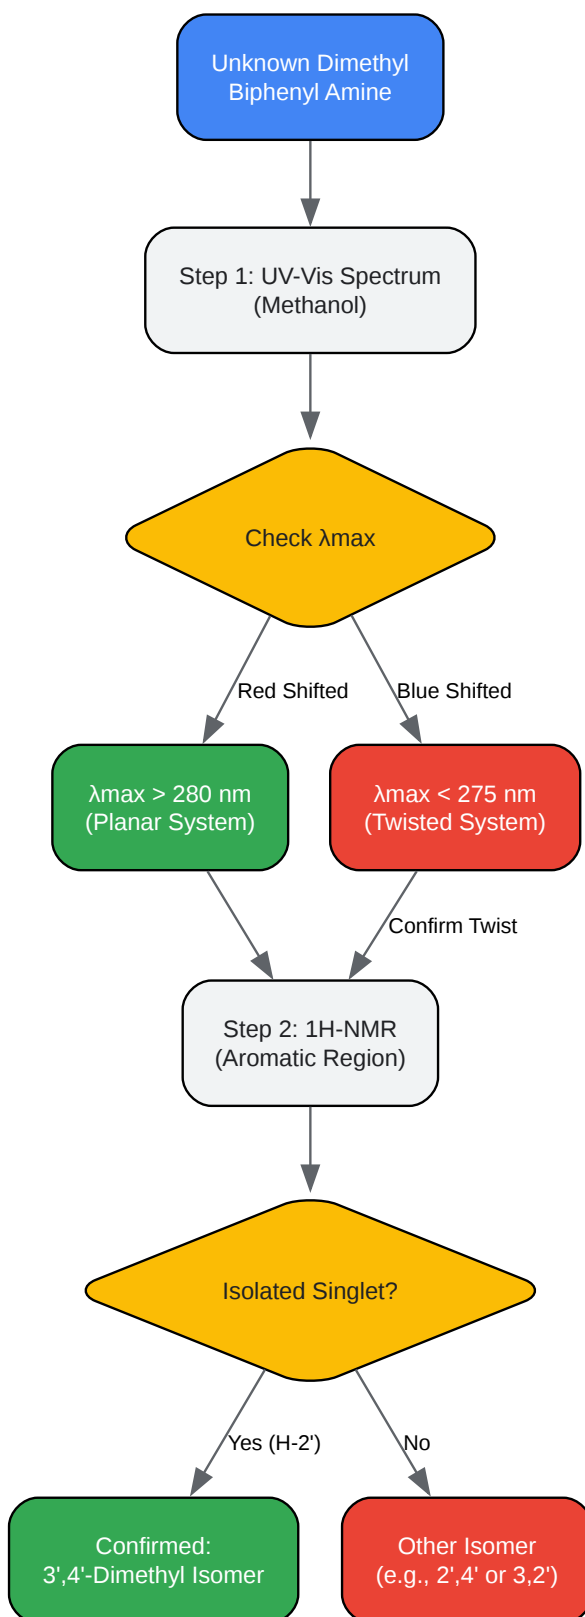 Unknown Dimethyl
Biphenyl Amine
Step 1: UV-Vis Spectrum
(Methanol)
Check λmax
Red Shifted
Blue Shifted
λmax > 280 nm
(Planar System)
λmax < 275 nm
(Twisted System)
Confirm Twist
Step 2: 1H-NMR
(Aromatic Region)
Isolated Singlet?
Yes (H-2')
No
Confirmed:
3',4'-Dimethyl Isomer
Other Isomer
(e.g., 2',4' or 3,2')